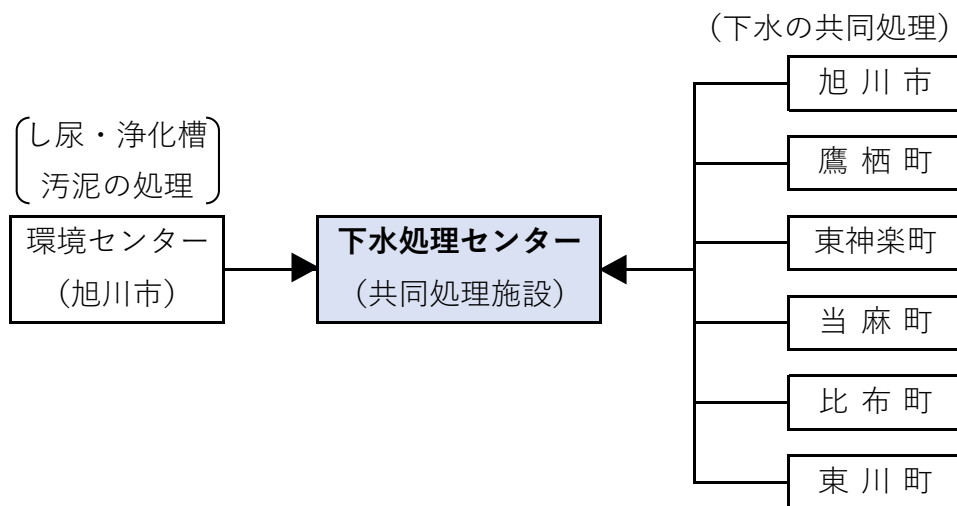 (下水の共同処理)
し尿・浄化槽
汚泥の処理
環境センター
(旭川市)
下水処理センター
(共同処理施設)
旭川市
鷹栖町
東神楽町
当麻町
比布町
東川町